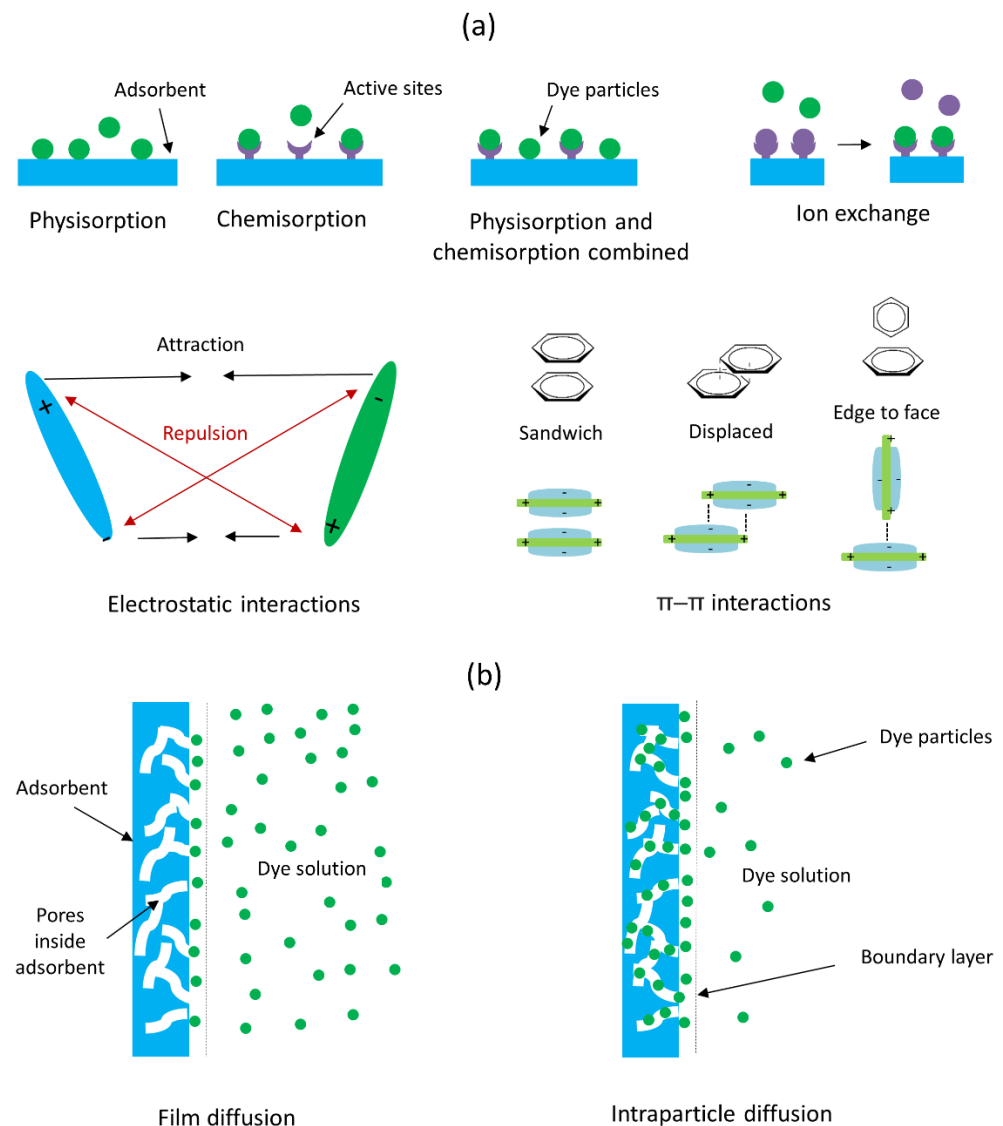 (a)
Adsorbent
Active sites
Dye particles
Physisorption
Chemisorption
Physisorption and
chemisorption combined
Ion exchange
Attraction
+
-
Repulsion
-
+
Sandwich
Displaced
Edge to face
+ - +
-
+ - +
-
+ - +
-
+ - +
-
+
- -
+
+ - +
-
Electrostatic interactions
π–π interactions
(b)
Adsorbent
Pores
inside
adsorbent
Dye solution
Film diffusion
Dye particles
Dye solution
Boundary layer
Intraparticle diffusion